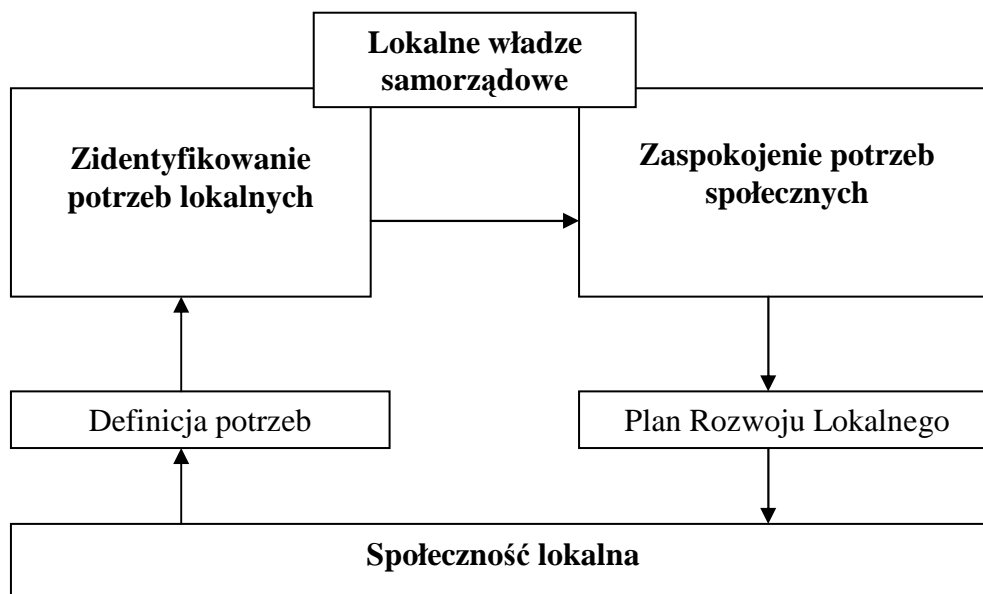 Lokalne władze
samorządowe
Zidentyfikowanie
potrzeb lokalnych
Zaspokojenie potrzeb
społecznych
Definicja potrzeb
Plan Rozwoju Lokalnego
Społeczność lokalna